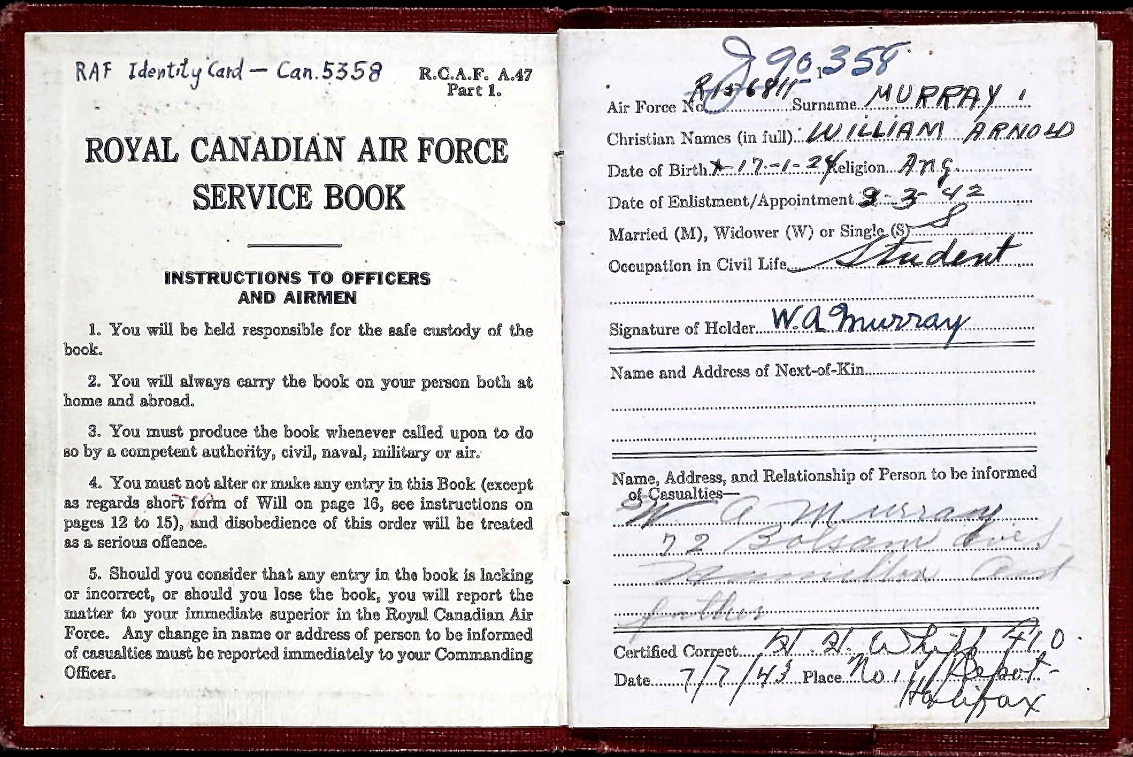 RAF Identity Card — Can. 5358
R.C.A.F. A.47
Part 1.
ROYAL CANADIAN AIR FORCE
SERVICE BOOK
INSTRUCTIONS TO OFFICERS
AND AIRMEN
1. You will be held responsible for the safe custody of the
book.
2. You will always carry the book on your person both at
home and abroad.
3. You must produce the book whenever called upon to do
so by a competent authority, civil, naval, military or air.
4. You must not alter or make any entry in this Book (except
as regards short form of Will on page 16, see instructions on
pages 12 to 15), and disobedience of this order will be treated
as a serious offence.
5. Should you consider that any entry in the book is lacking
or incorrect, or should you lose the book, you will report the
matter to your immediate superior in the Royal Canadian Air
Force. Any change in name or address of person to be informed
of casualties must be reported immediately to your Commanding
Officer.
J90358
1
Air Force No. R156811 Surname MURRAY
Christian Names (in full) WILLIAM ARNOLD
Date of Birth 17-1-24 Religion Ang.
Date of Enlistment/Appointment 9-3-42
Married (M), Widower (W) or Single (S) S
Occupation in Civil Life Student
Signature of Holder W.A Murray
Name and Address of Next-of-Kin
Name, Address, and Relationship of Person to be informed
of Casualties—
W A Murray
72 Balsam Ave S
Hamilton Ont
father
Certified Correct H. H. F/O
Date 7/7/43 Place No 1 Y Depot
Halifax